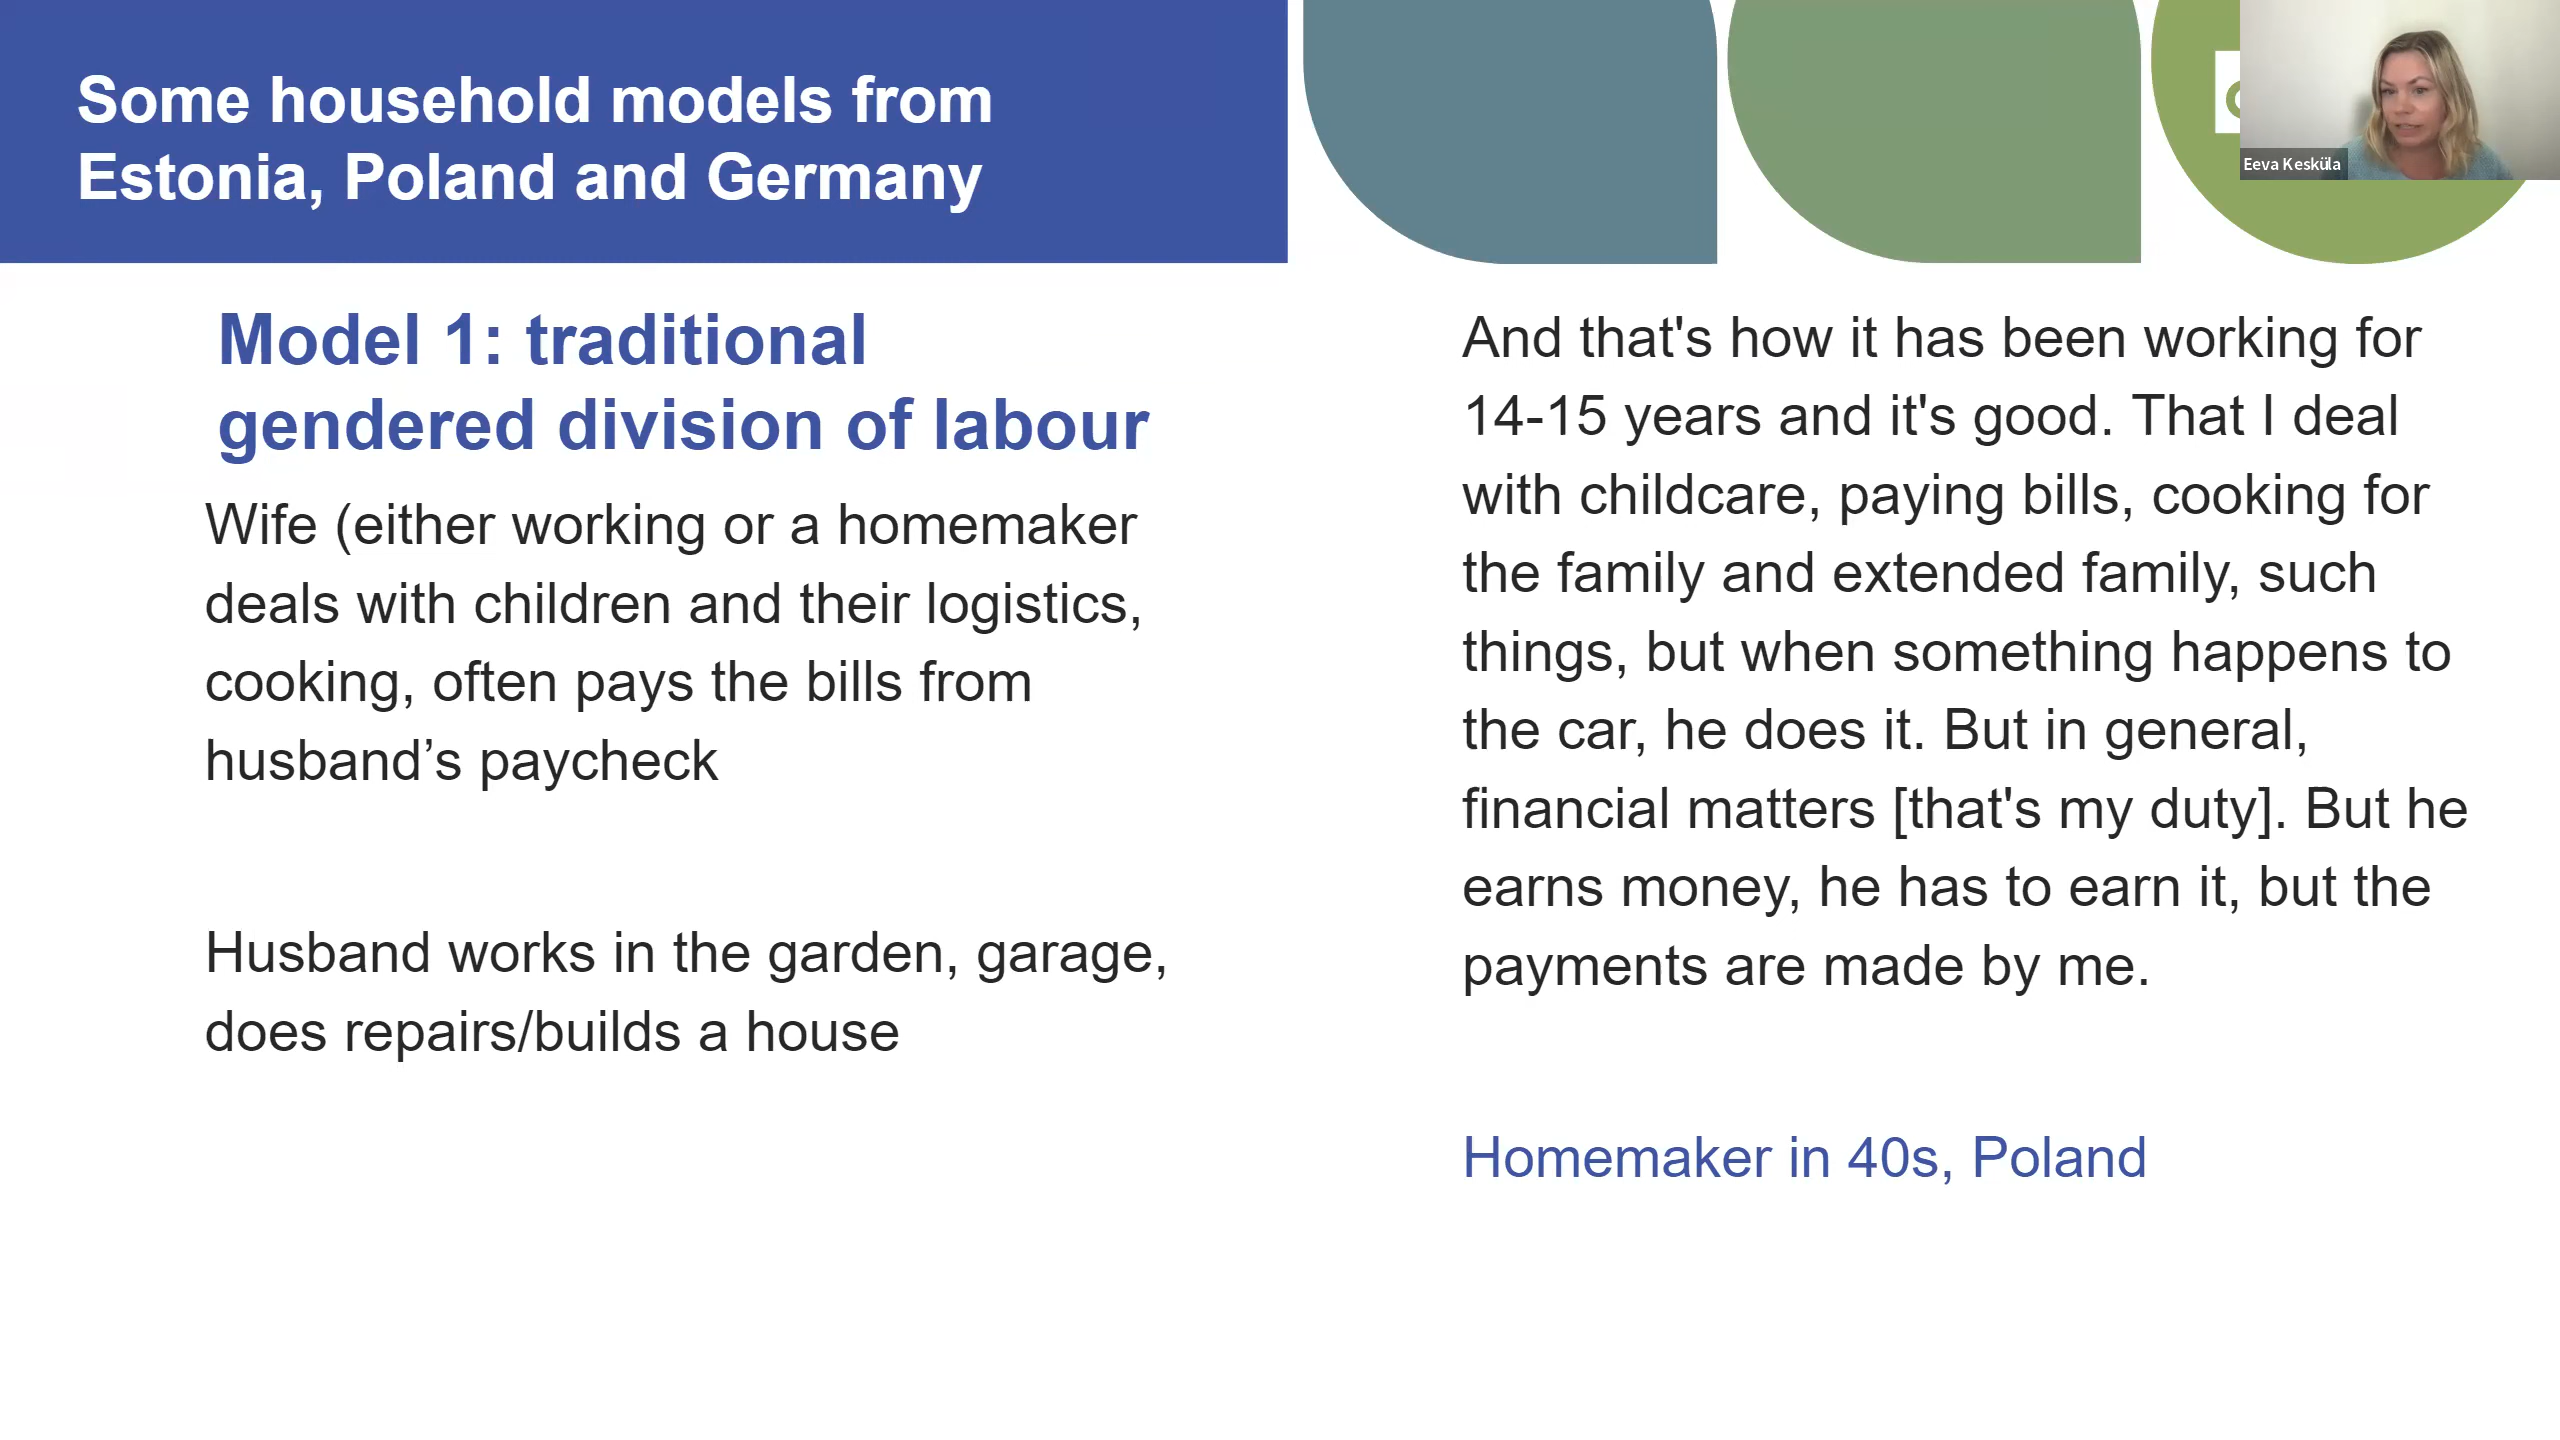 Some household models from
Estonia, Poland and Germany
Eeva Kesküla
Model 1: traditional
gendered division of labour
Wife (either working or a homemaker
deals with children and their logistics,
cooking, often pays the bills from
husband’s paycheck
Husband works in the garden, garage,
does repairs/builds a house
And that's how it has been working for
14-15 years and it's good. That I deal
with childcare, paying bills, cooking for
the family and extended family, such
things, but when something happens to
the car, he does it. But in general,
financial matters [that's my duty]. But he
earns money, he has to earn it, but the
payments are made by me.
Homemaker in 40s, Poland